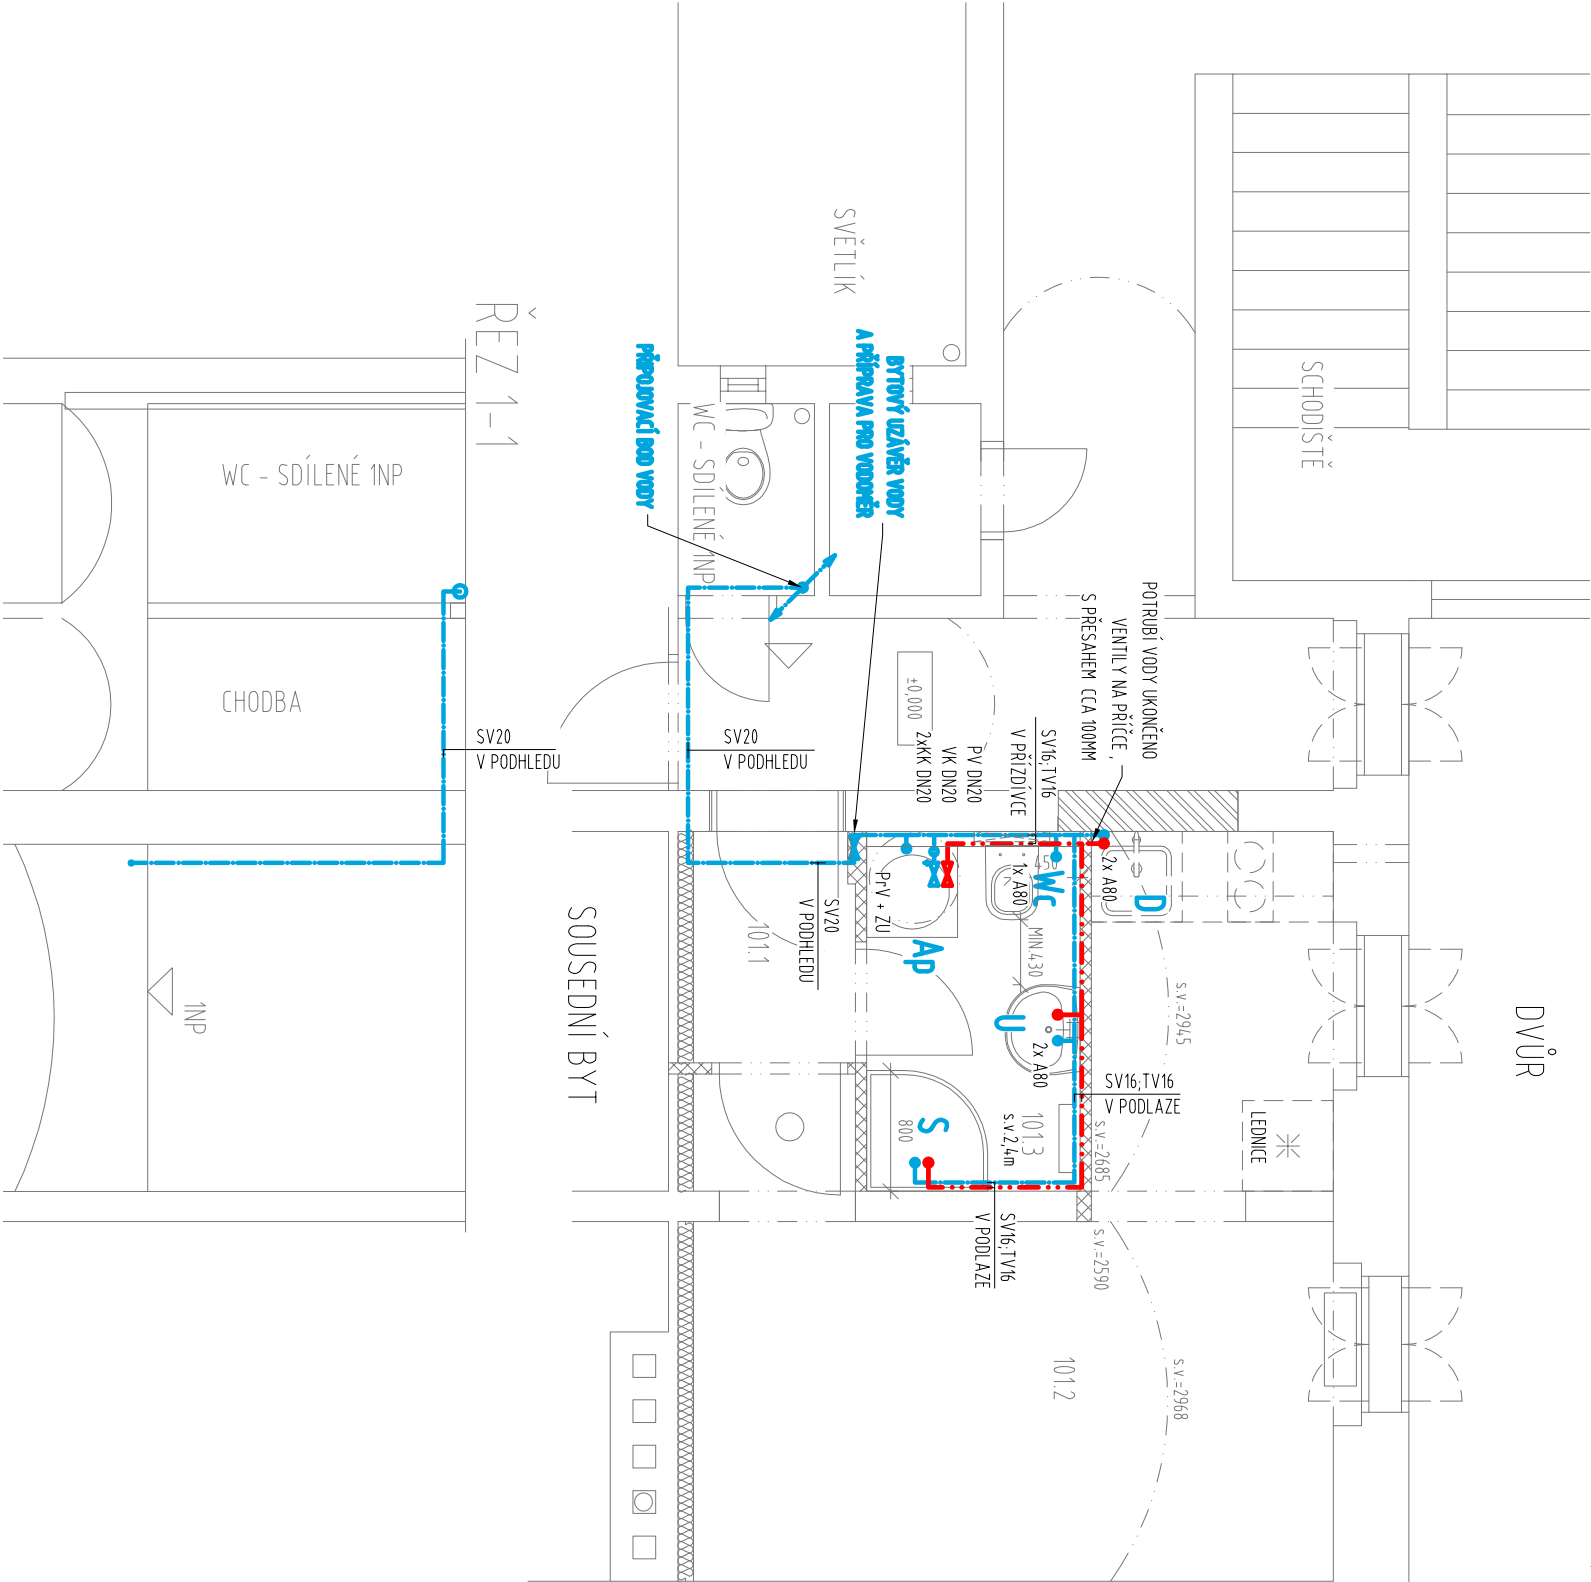 SVĚTLÍK
SCHODIŠTĚ
ŘEZ 1-1
PŘIPOJOVACÍ BOD VODY
BYTOVÝ UZÁVĚR VODY
A PŘÍPRAVA PRO VODOMĚR
WC - SDÍLENÉ 1NP
WC - SDÍLENÉ 1NP
CHODBA
POTRUBÍ VODY UKONČENO
VENTILY NA PŘÍČCE,
S PŘESAHEM CCA 100MM
±0,000
SV20
V PODHLEDU
SV20
V PODHLEDU
SV16;TV16
V PŘIZDÍVCE
PV DN20
VK DN20
2xKK DN20
SV20
V PODHLEDU
PrV + ZU
Ap
Wc
1x A80
450
MIN.430
2x A80
D
U
2x A80
S
800
101.1
101.3
s.v.2,4m
SV16;TV16
V PODLAZE
SV16;TV16
V PODLAZE
s.v.=2945
s.v.=2685
s.v.=2590
s.v.=2968
LEDNICE
101.2
DVŮR
SOUSEDNÍ BYT
1NP